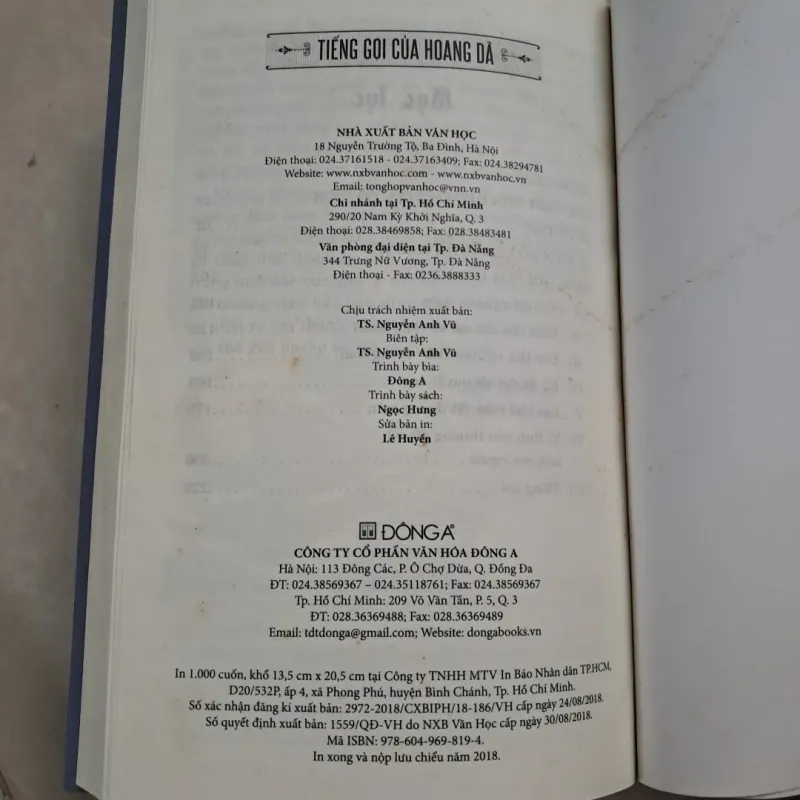 TIẾNG GỌI CỦA HOANG DÃ
NHÀ XUẤT BẢN VĂN HỌC
18 Nguyễn Trường Tộ, Ba Đình, Hà Nội
Điện thoại: 024.37161518 - 024.37163409; Fax: 024.38294781
Website: www.nxbvanhoc.com - www.nxbvanhoc.vn
Email; tonghopvanhoc@vnn.vn
Chi nhánh tại Tp. Hồ Chí Minh
290/20 Nam Kỳ Khởi Nghĩa, Q. 3
Điện thoại: 028.38469858; Fax: 028.38483481
Văn phòng đại diện tại Tp. Đà Nẵng
344 Trưng Nữ Vương, Tp. Đà Nẵng
Điện thoại - Fax: 0236.3888333
Chịu trách nhiệm xuất bản:
TS. Nguyễn Anh Vũ
Biên tập:
TS. Nguyễn Anh Vũ
Trình bày bìa:
Đông A
Trình bày sách:
Ngọc Hưng
Sửa bản in:
Lê Huyền
ĐÔNG A®
CÔNG TY CỔ PHẦN VĂN HÓA ĐÔNG A
Hà Nội: 113 Đông Các, P. Ô Chợ Dừa, Q. Đống Đa
ĐT: 024.38569367 – 024.35118761; Fax: 024.38569367
Tp. Hồ Chí Minh: 209 Võ Văn Tần, P. 5, Q. 3
ĐT: 028.36369488; Fax: 028.36369489
Email: tdtdonga@gmail.com; Website: dongabooks.vn
In 1.000 cuốn, khổ 13,5 cm x 20,5 cm tại Công ty TNHH MTV In Báo Nhân dân TP.HCM,
D20/532P, ấp 4, xã Phong Phú, huyện Bình Chánh, Tp. Hồ Chí Minh.
Số xác nhận đăng kí xuất bản: 2972-2018/CXBIPH/18-186/VH cấp ngày 24/08/2018.
Số quyết định xuất bản: 1559/QĐ-VH do NXB Văn Học cấp ngày 30/08/2018.
Mã ISBN: 978-604-969-819-4.
In xong và nộp lưu chiểu năm 2018.